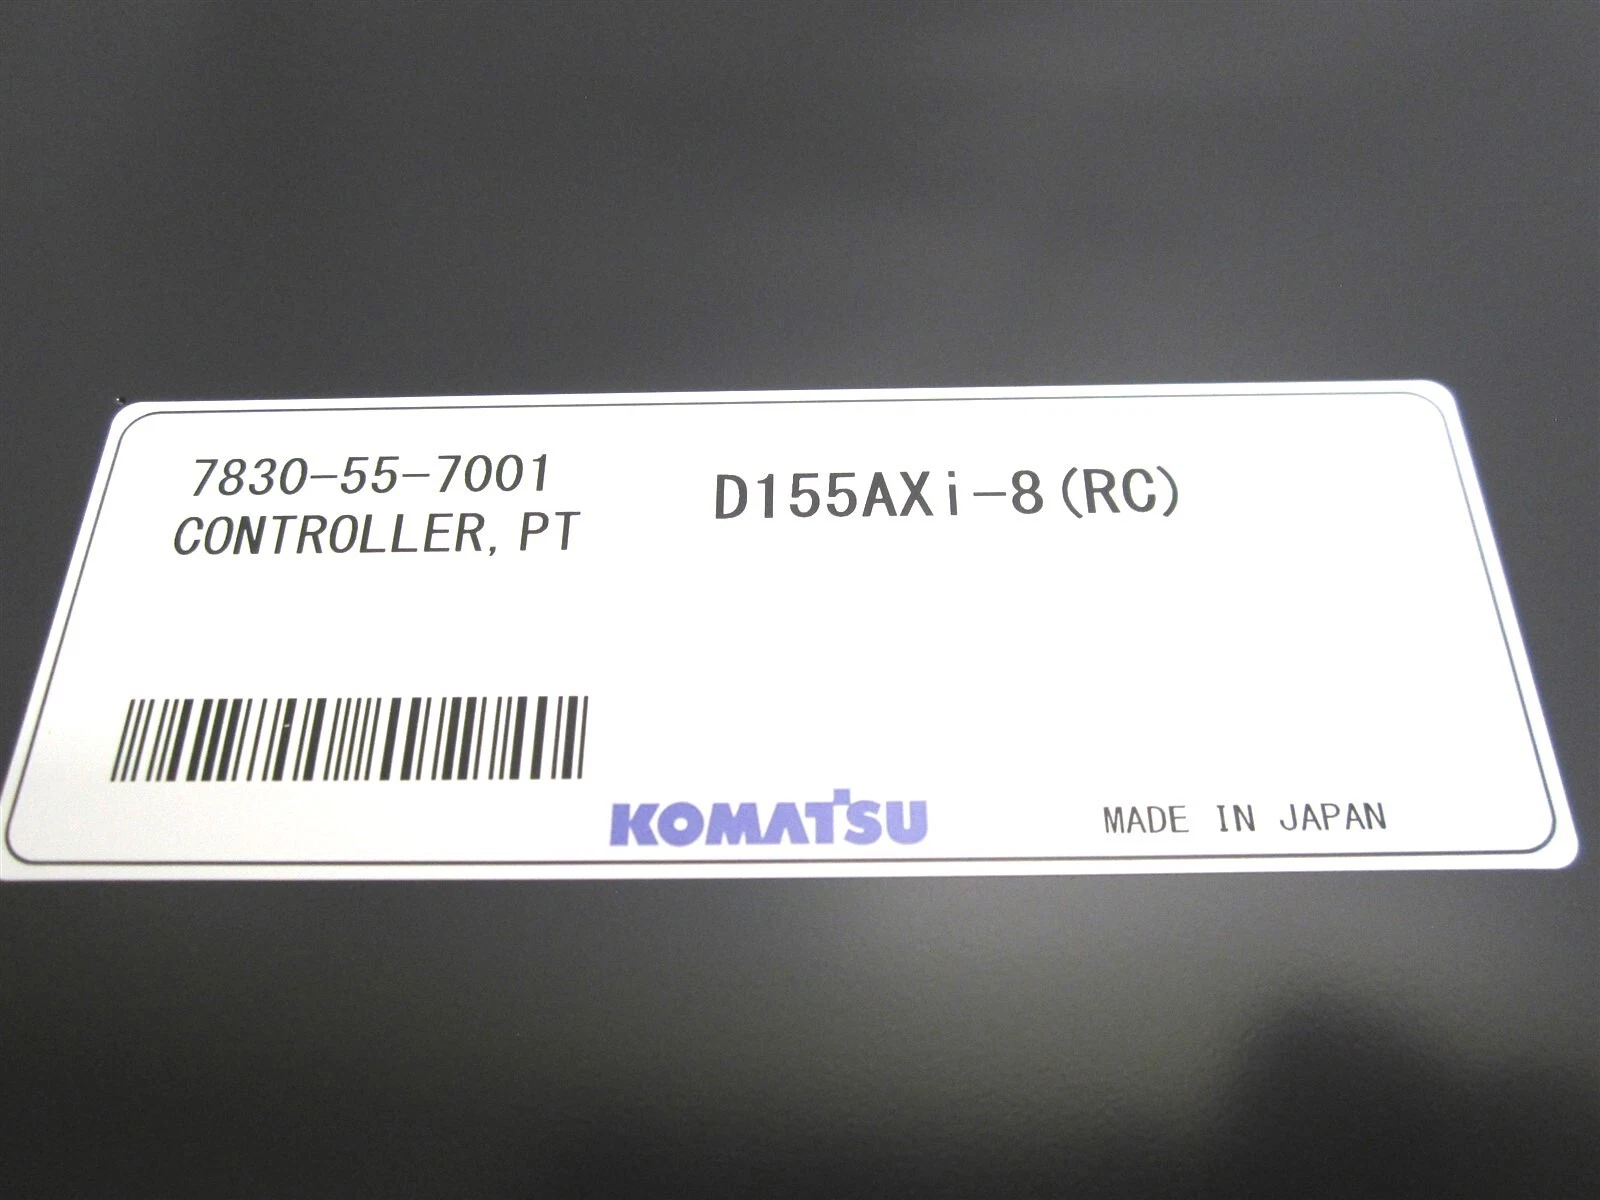 7830-55-7001
CONTROLLER, PT
D155AXi-8(RC)
KOMATSU
MADE IN JAPAN